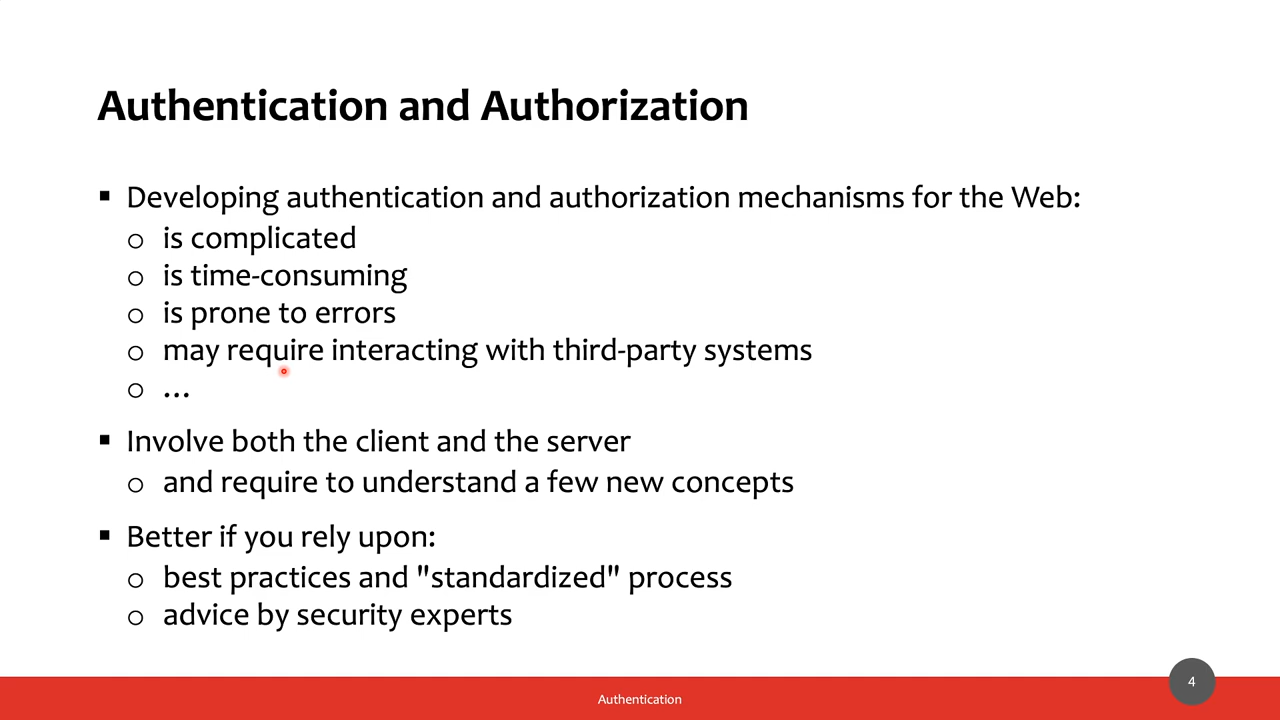 Authentication and Authorization
▪ Developing authentication and authorization mechanisms for the Web:
o is complicated
o is time-consuming
o is prone to errors
o may require interacting with third-party systems
o …
▪ Involve both the client and the server
o and require to understand a few new concepts
▪ Better if you rely upon:
o best practices and "standardized" process
o advice by security experts
4
Authentication